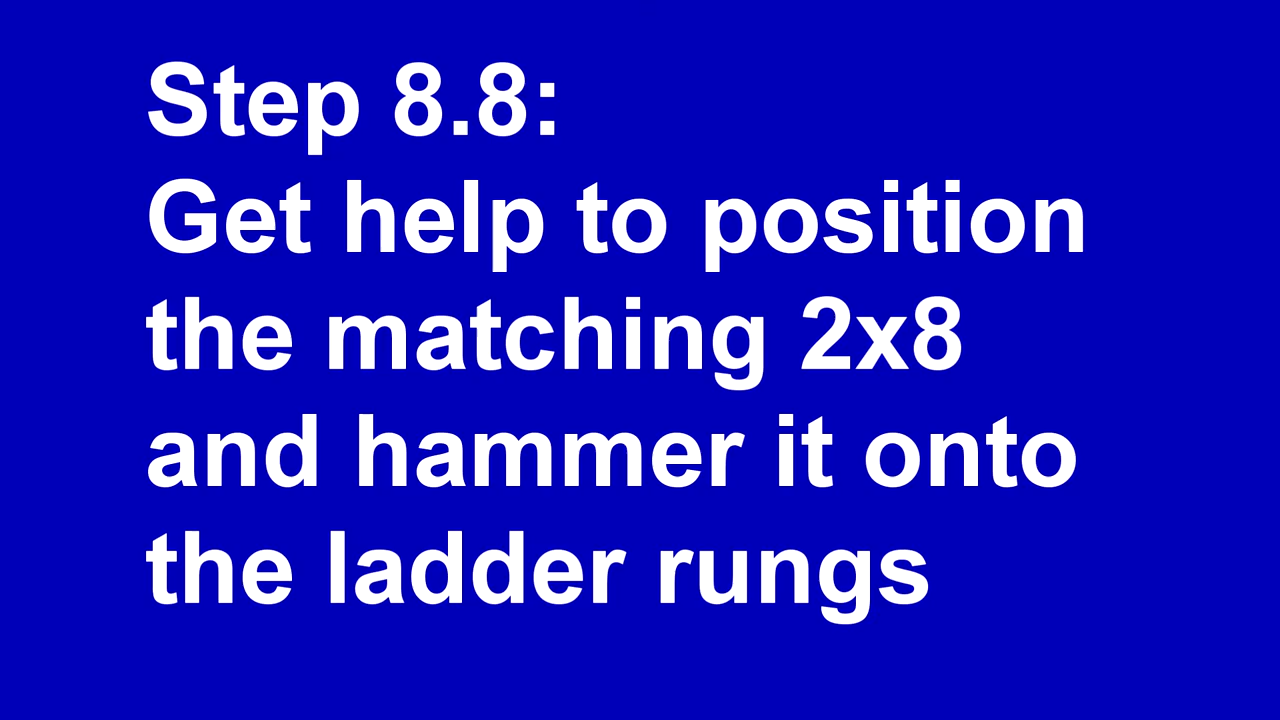 Step 8.8:
Get help to position
the matching 2x8
and hammer it onto
the ladder rungs